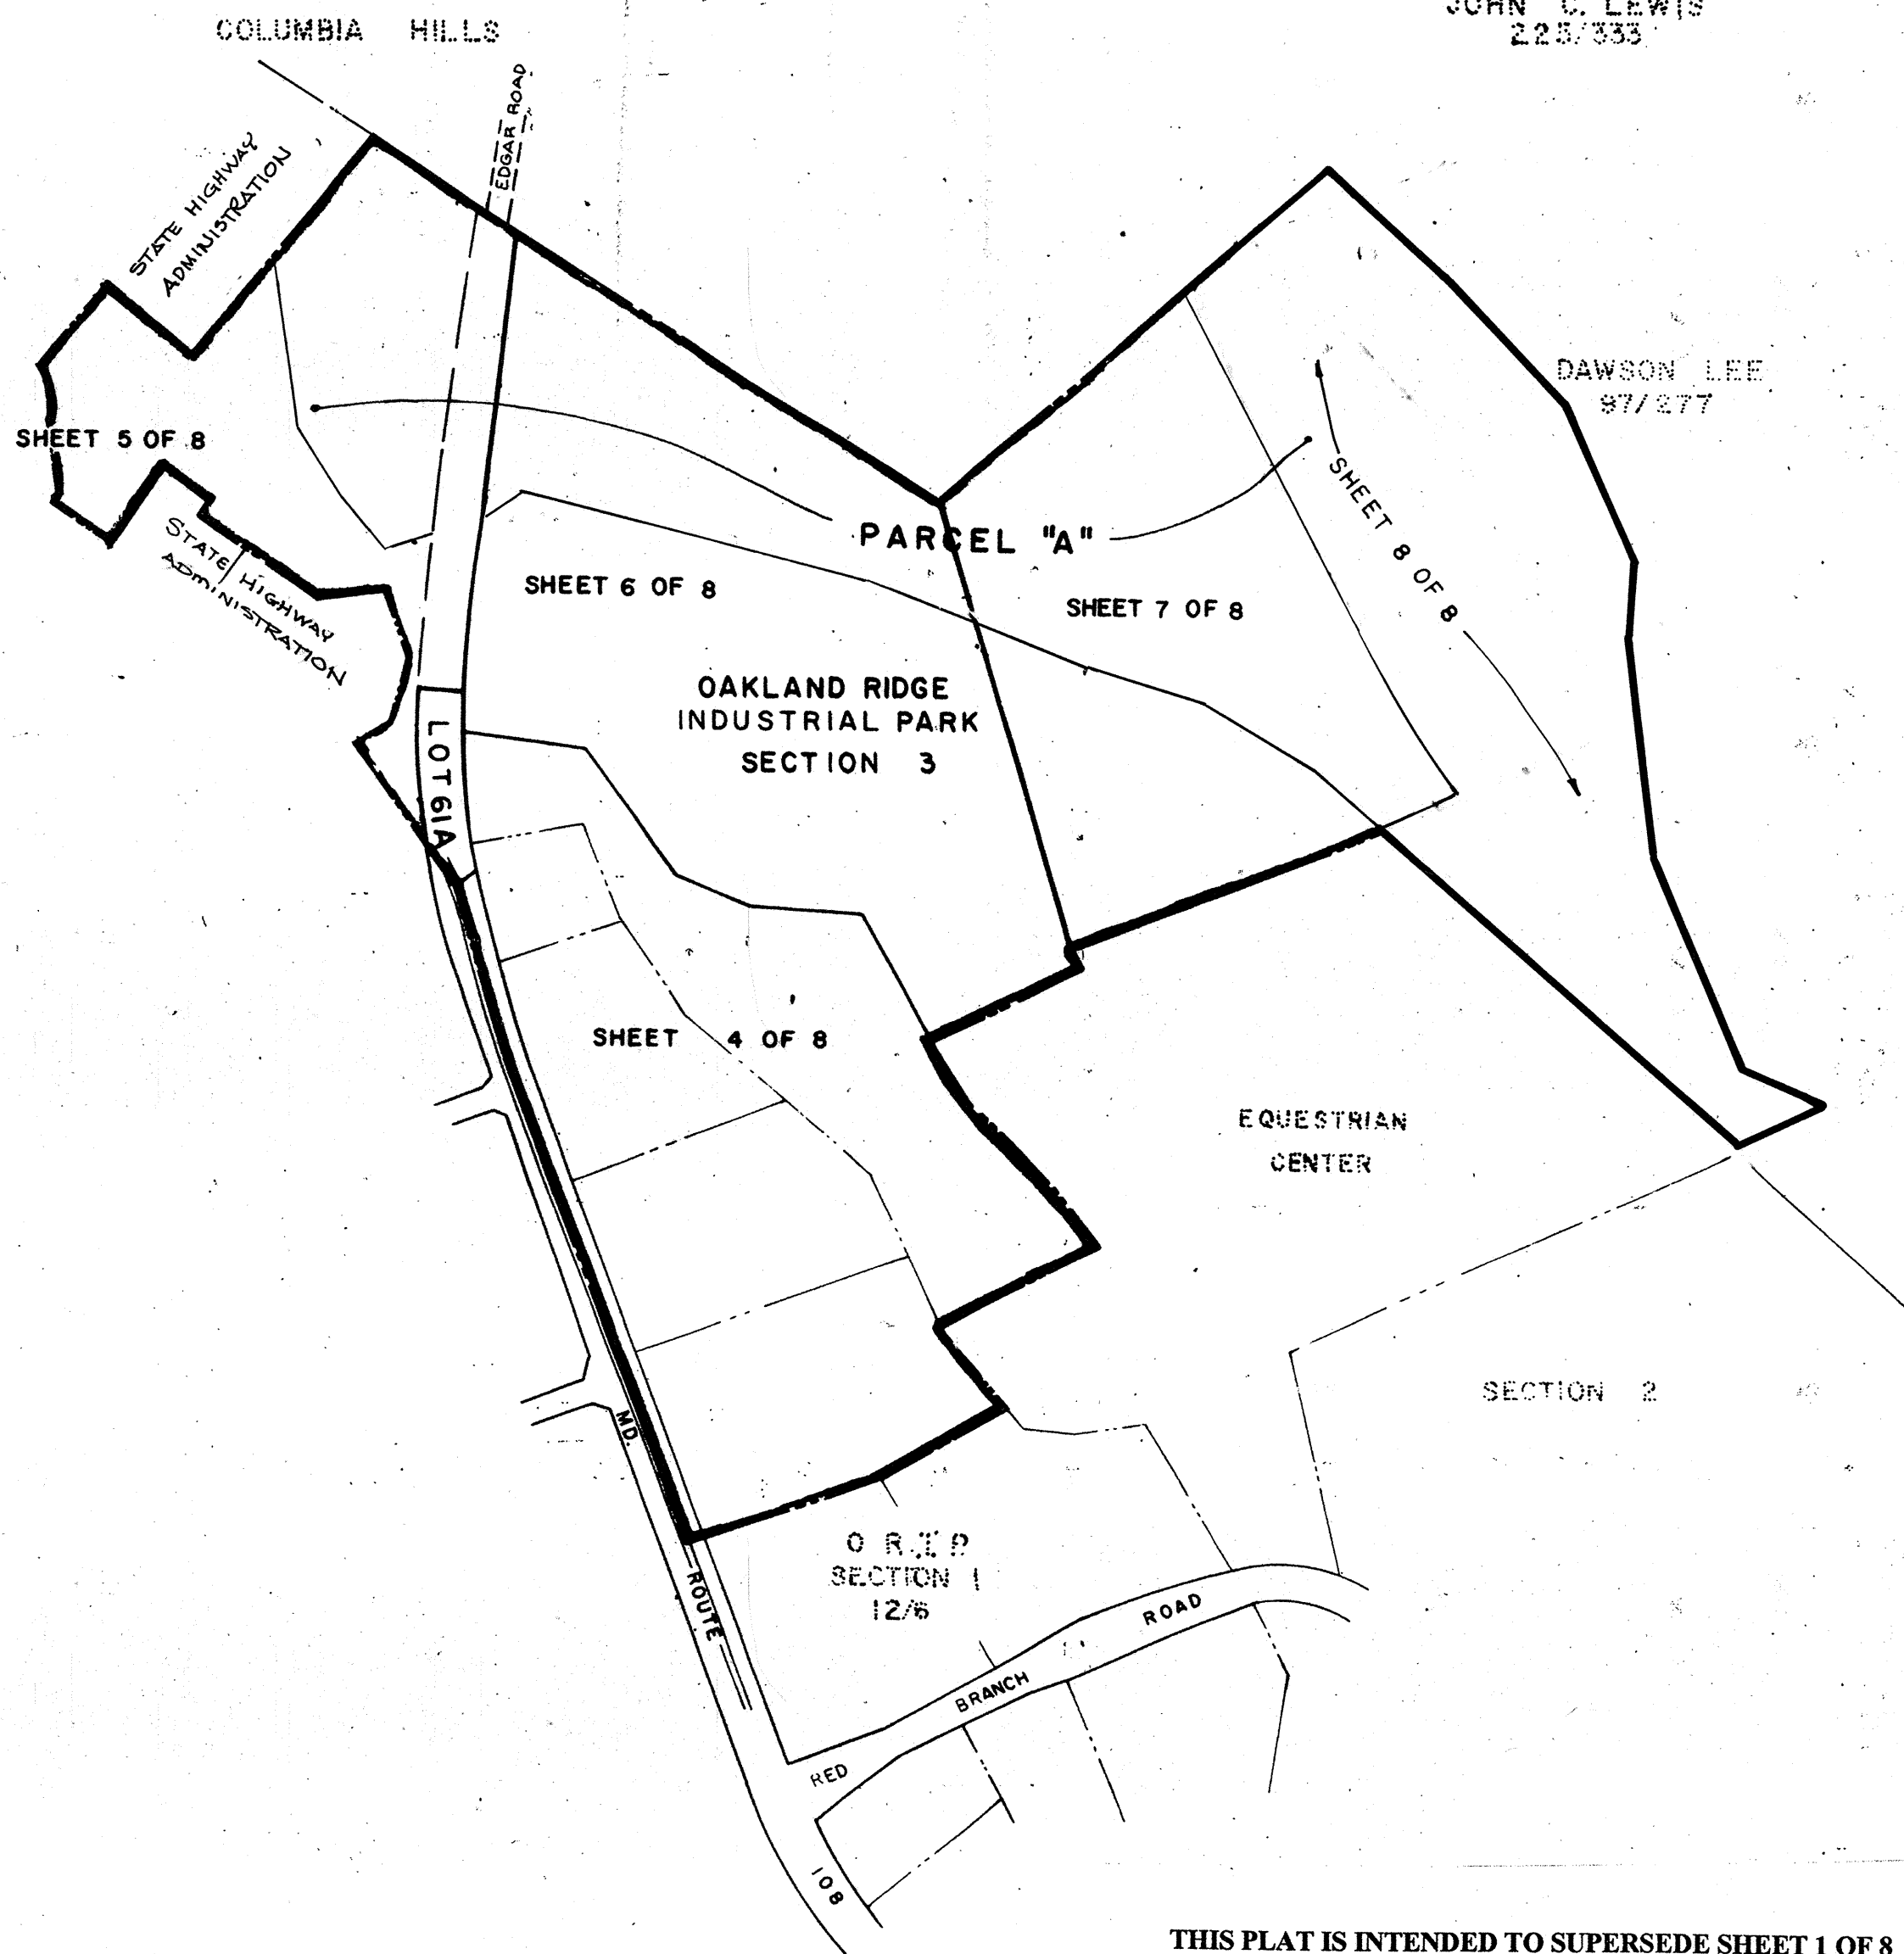 COLUMBIA HILLS
JOHN C. LEWIS
225/333
EDGAR ROAD
STATE HIGHWAY
ADMINISTRATION
DAWSON LEE
97/277
SHEET 5 OF 8
SHEET 8 OF 8
PARCEL "A"
STATE HIGHWAY
ADMINISTRATION
SHEET 6 OF 8
SHEET 7 OF 8
OAKLAND RIDGE
INDUSTRIAL PARK
SECTION 3
LOT 61A
SHEET 4 OF 8
EQUESTRIAN
CENTER
SECTION 2
MD. ROUTE 108
O R.I.P
SECTION 1
12/6
RED BRANCH ROAD
THIS PLAT IS INTENDED TO SUPERSEDE SHEET 1 OF 8